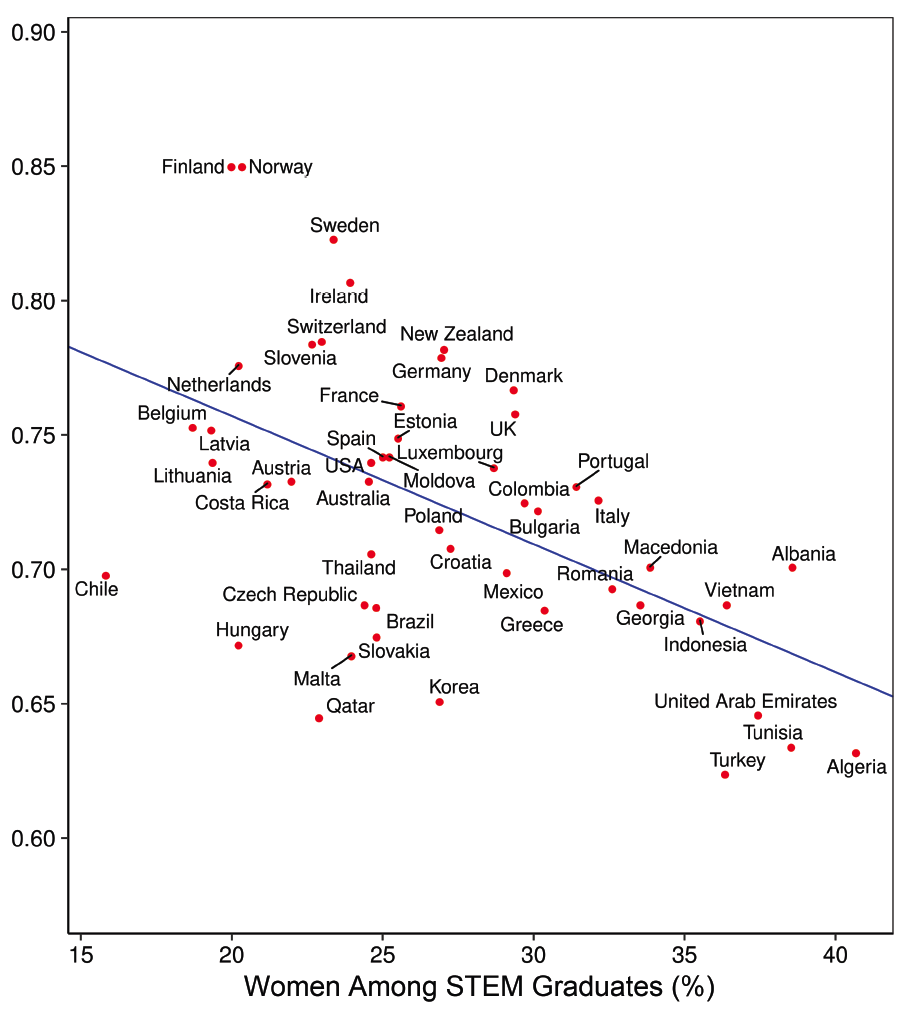 0.90
0.85
0.80
0.75
0.70
0.65
0.60
Finland
Norway
Sweden
Ireland
Switzerland
Slovenia
New Zealand
Germany
Netherlands
Denmark
France
Belgium
Estonia
UK
Latvia
Spain
Luxembourg
Lithuania
Austria
USA
Moldova
Portugal
Costa Rica
Australia
Colombia
Poland
Bulgaria
Italy
Croatia
Macedonia
Albania
Chile
Thailand
Romania
Czech Republic
Mexico
Vietnam
Hungary
Brazil
Greece
Georgia
Slovakia
Indonesia
Malta
Korea
Qatar
United Arab Emirates
Tunisia
Turkey
Algeria
15
20
25
30
35
40
Women Among STEM Graduates (%)